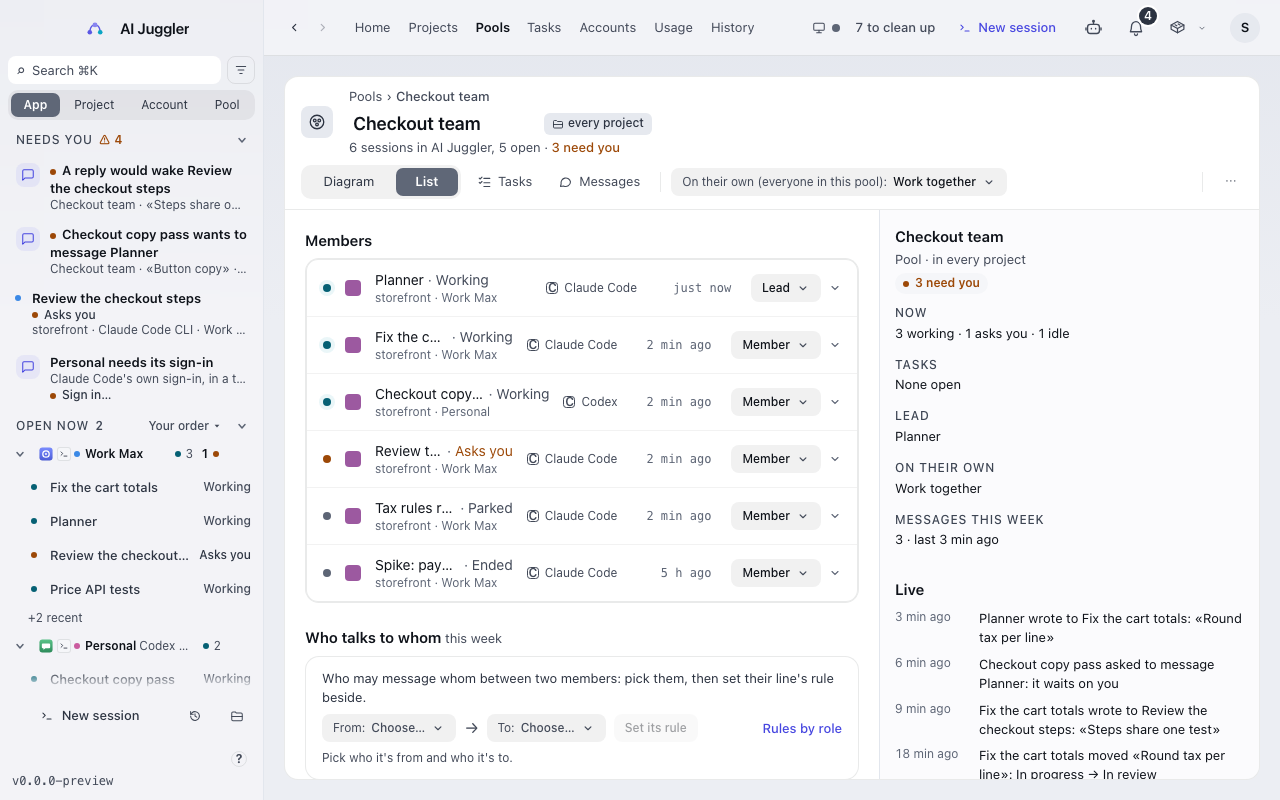 AI Juggler
Search ⌘K
App Project Account Pool
NEEDS YOU 4
A reply would wake Review
the checkout steps
Checkout team · «Steps share o...
Checkout copy pass wants to
message Planner
Checkout team · «Button copy» ·...
Review the checkout steps
Asks you
storefront · Claude Code CLI · Work ...
Personal needs its sign-in
Claude Code's own sign-in, in a t...
Sign in...
OPEN NOW 2 Your order
Work Max 3 1
Fix the cart totals Working
Planner Working
Review the checkout... Asks you
Price API tests Working
+2 recent
Personal Codex ... 2
Checkout copy pass Working
New session
?
v0.0.0-preview
Home Projects Pools Tasks Accounts Usage History
7 to clean up
New session
4
S
Pools › Checkout team
Checkout team every project
6 sessions in AI Juggler, 5 open · 3 need you
Diagram List Tasks Messages On their own (everyone in this pool): Work together ...
Members
Planner · Working Claude Code just now Lead
storefront · Work Max
Fix the c... · Working Claude Code 2 min ago Member
storefront · Work Max
Checkout copy... · Working Codex 2 min ago Member
storefront · Personal
Review t... · Asks you Claude Code 2 min ago Member
storefront · Work Max
Tax rules r... · Parked Claude Code 2 min ago Member
storefront · Work Max
Spike: pay... · Ended Claude Code 5 h ago Member
storefront · Work Max
Who talks to whom this week
Who may message whom between two members: pick them, then set their line's rule
beside.
From: Choose... → To: Choose... Set its rule Rules by role
Pick who it's from and who it's to.
Checkout team
Pool · in every project
3 need you
NOW
3 working · 1 asks you · 1 idle
TASKS
None open
LEAD
Planner
ON THEIR OWN
Work together
MESSAGES THIS WEEK
3 · last 3 min ago
Live
3 min ago Planner wrote to Fix the cart totals: «Round
tax per line»
6 min ago Checkout copy pass asked to message
Planner: it waits on you
9 min ago Fix the cart totals wrote to Review the
checkout steps: «Steps share one test»
18 min ago Fix the cart totals moved «Round tax per
line»: In progress → In review